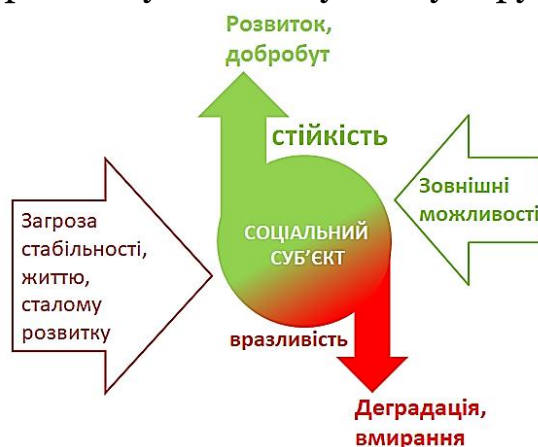 Розвиток,
добробут
стійкість
Зовнішні
можливості
Загроза
стабільності,
життю,
сталому
розвитку
СОЦІАЛЬНИЙ
СУБ'ЄКТ
вразливість
Деградація,
вмирання